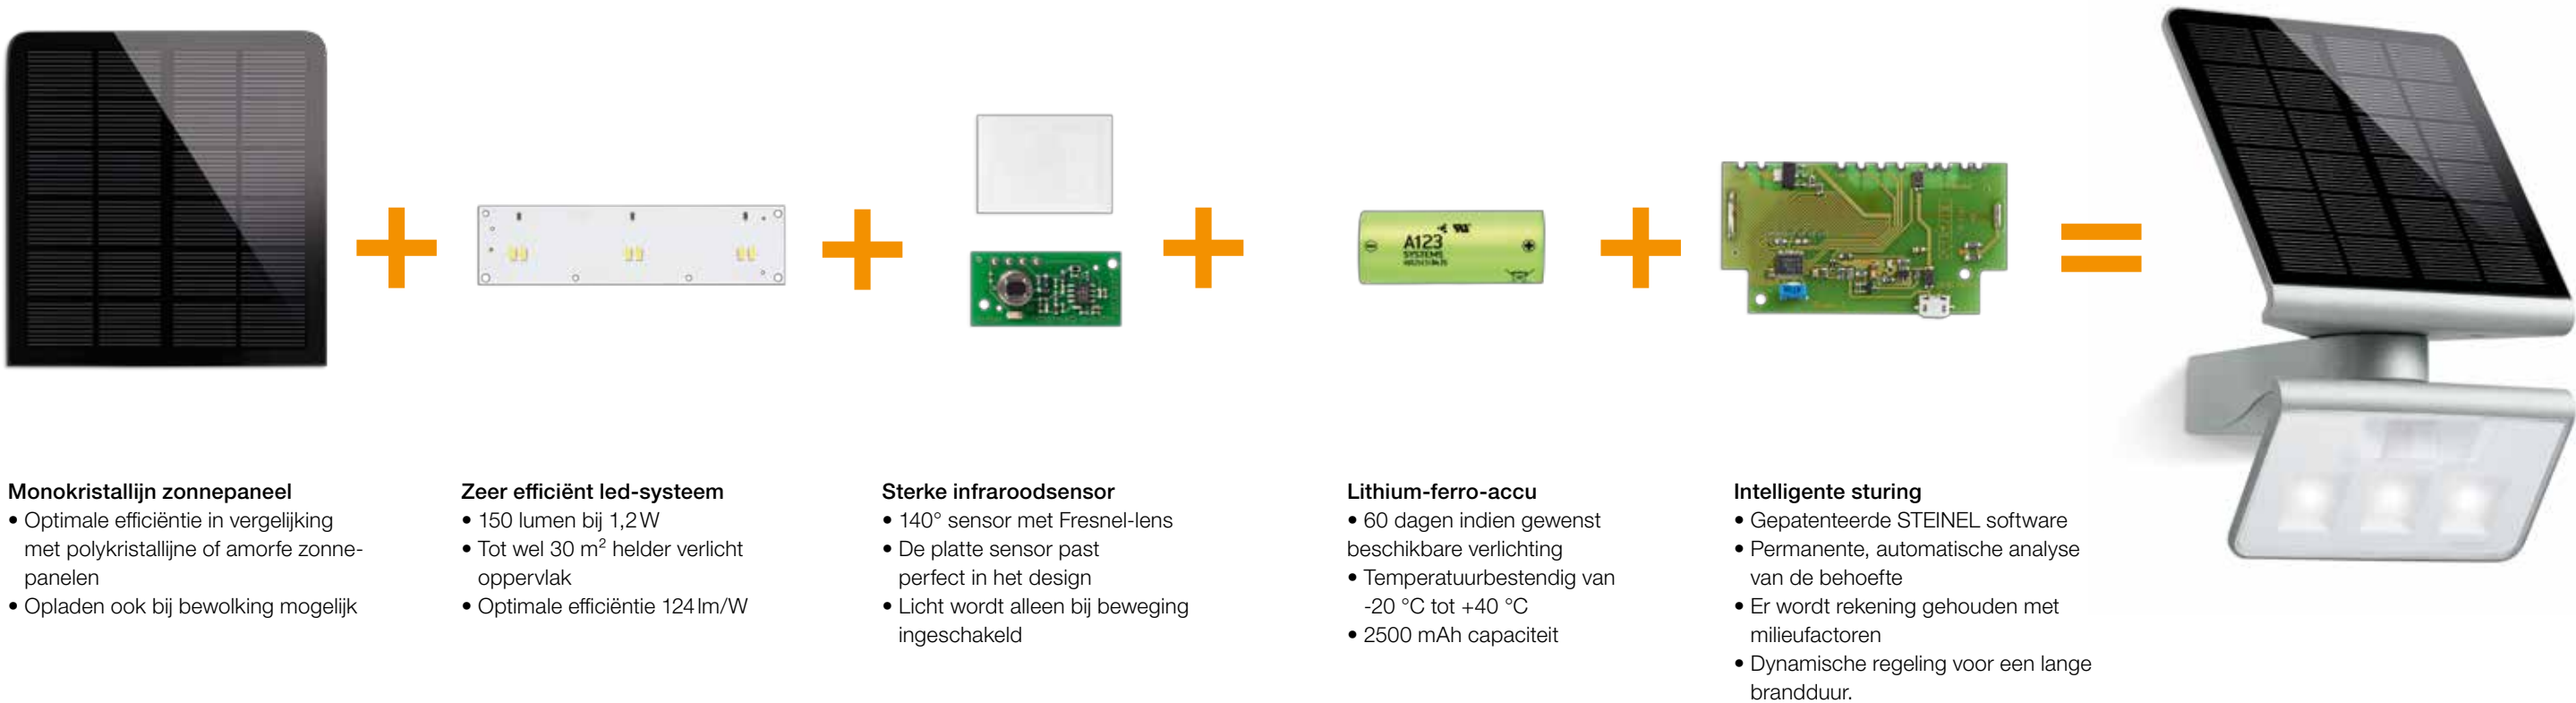 A123
SYSTEMS
Monokristallijn zonnepaneel
• Optimale efficiëntie in vergelijking
met polykristallijne of amorfe zonne-
panelen
• Opladen ook bij bewolking mogelijk
Zeer efficiënt led-systeem
• 150 lumen bij 1,2 W
• Tot wel 30 m² helder verlicht
oppervlak
• Optimale efficiëntie 124 lm/W
Sterke infraroodsensor
• 140° sensor met Fresnel-lens
• De platte sensor past
perfect in het design
• Licht wordt alleen bij beweging
ingeschakeld
Lithium-ferro-accu
• 60 dagen indien gewenst
beschikbare verlichting
• Temperatuurbestendig van
-20 °C tot +40 °C
• 2500 mAh capaciteit
Intelligente sturing
• Gepatenteerde STEINEL software
• Permanente, automatische analyse
van de behoefte
• Er wordt rekening gehouden met
milieufactoren
• Dynamische regeling voor een lange
brandduur.